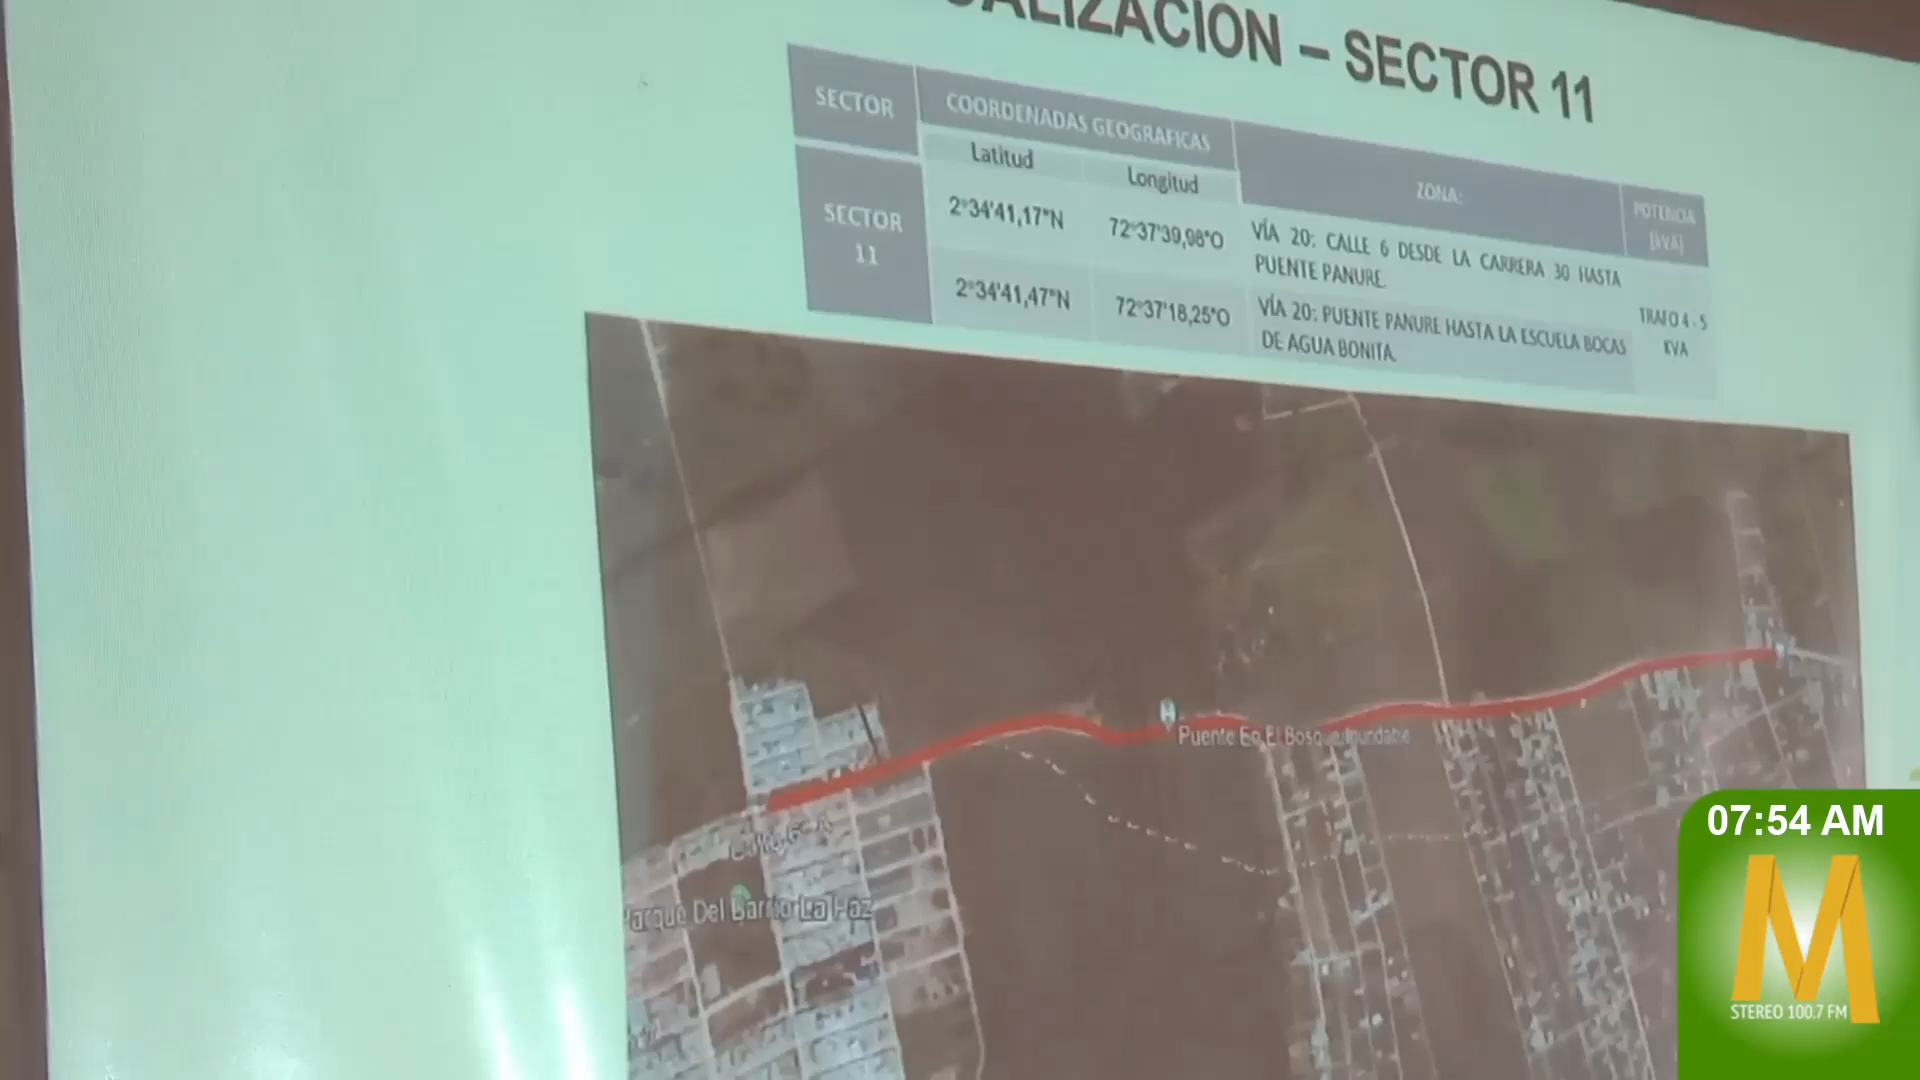 ALIZACION – SECTOR 11
SECTOR
COORDENADAS GEOGRAFICAS
Latitud
Longitud
ZONA:
POTENCIA
[kVA]
SECTOR
11
2°34'41,17"N
72°37'39,98"O
VÍA 20: CALLE 6 DESDE LA CARRERA 30 HASTA
PUENTE PANURE.
2°34'41,47"N
72°37'18,25"O
VÍA 20: PUENTE PANURE HASTA LA ESCUELA BOCAS
DE AGUA BONITA.
TRAFO 4 - 5
KVA
Puente En El Bosque Inundable
Parque Del Barrio La Paz
07:54 AM
M
STEREO 100.7 FM